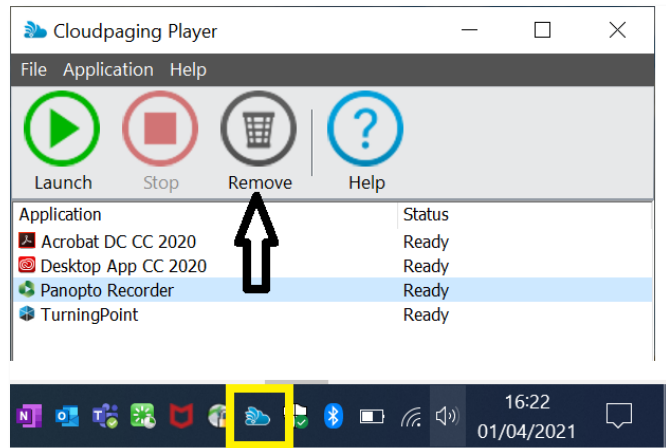 Cloudpaging Player
File Application Help
Launch Stop Remove Help
Application Status
Acrobat DC CC 2020 Ready
Desktop App CC 2020 Ready
Panopto Recorder Ready
TurningPoint Ready
16:22
01/04/2021